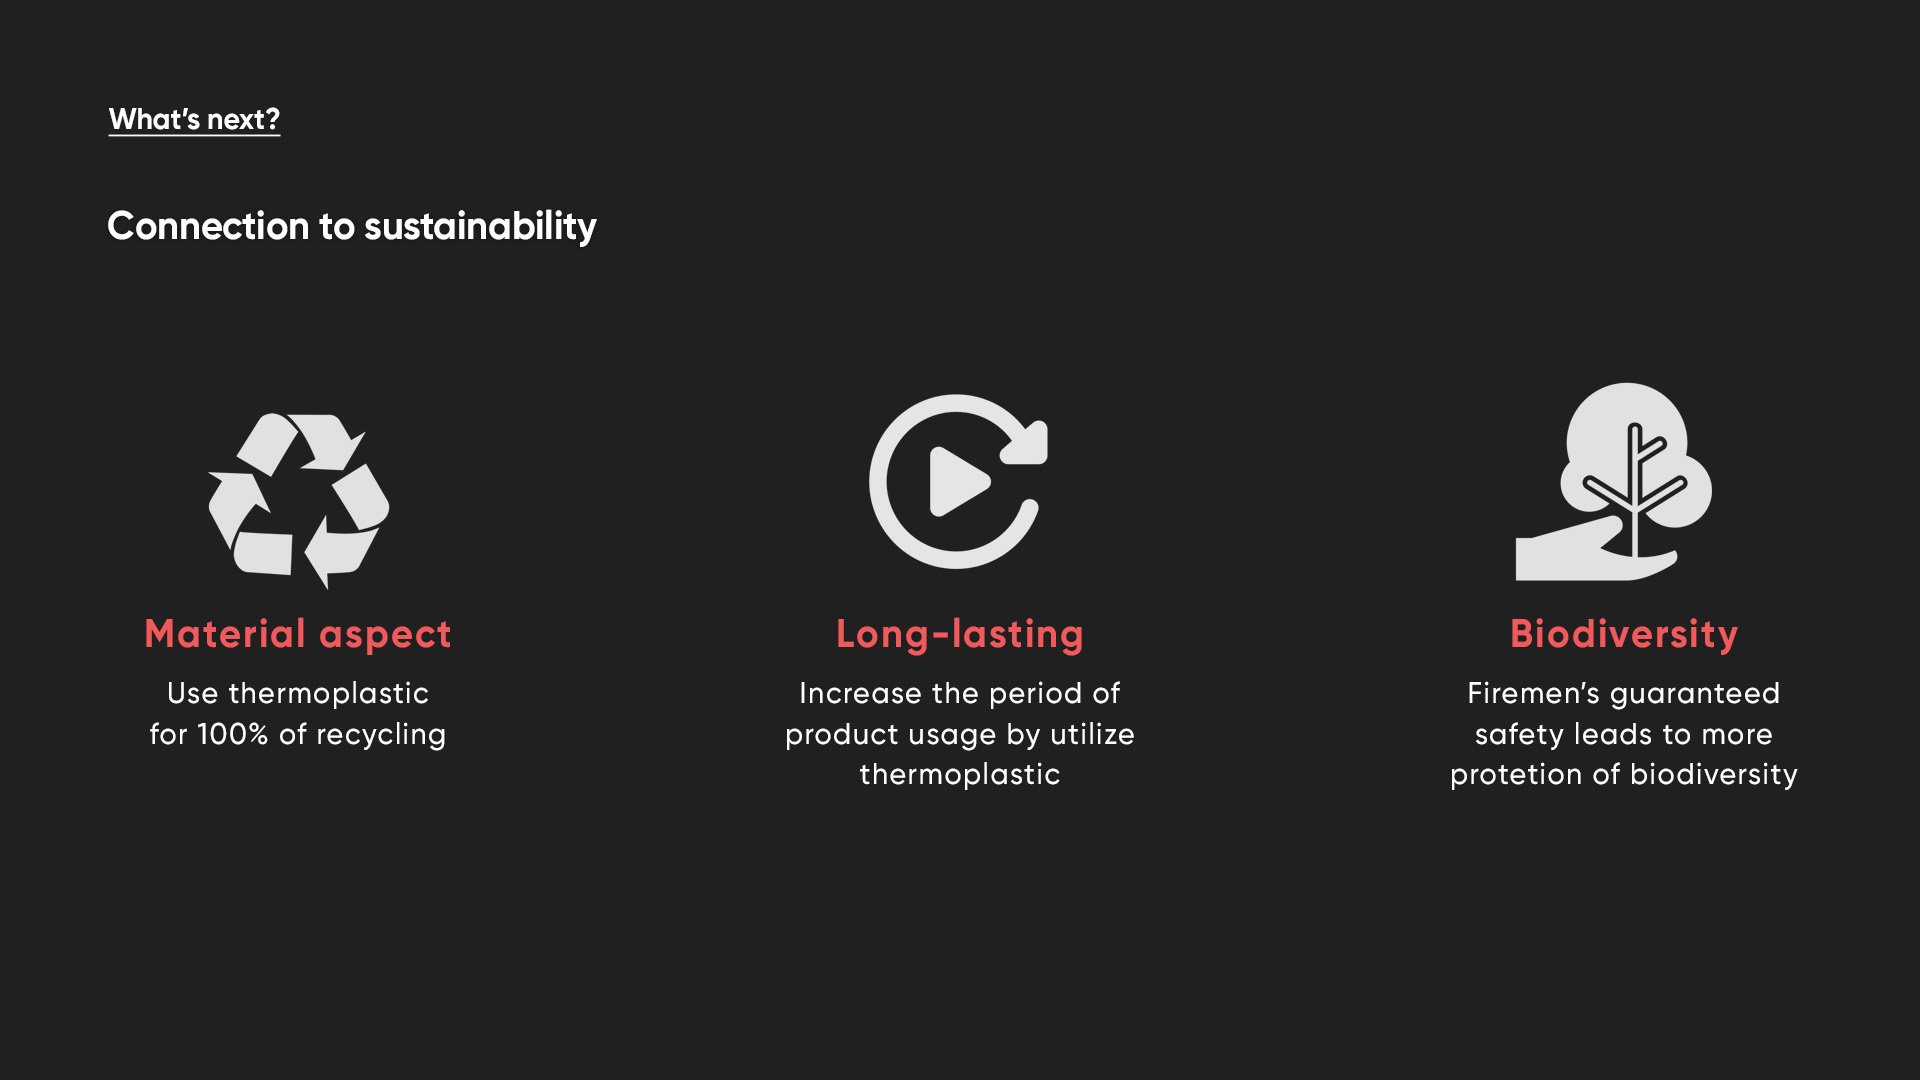 What’s next?
Connection to sustainability
Material aspect
Use thermoplastic
for 100% of recycling
Long-lasting
Increase the period of
product usage by utilize
thermoplastic
Biodiversity
Firemen’s guaranteed
safety leads to more
protetion of biodiversity